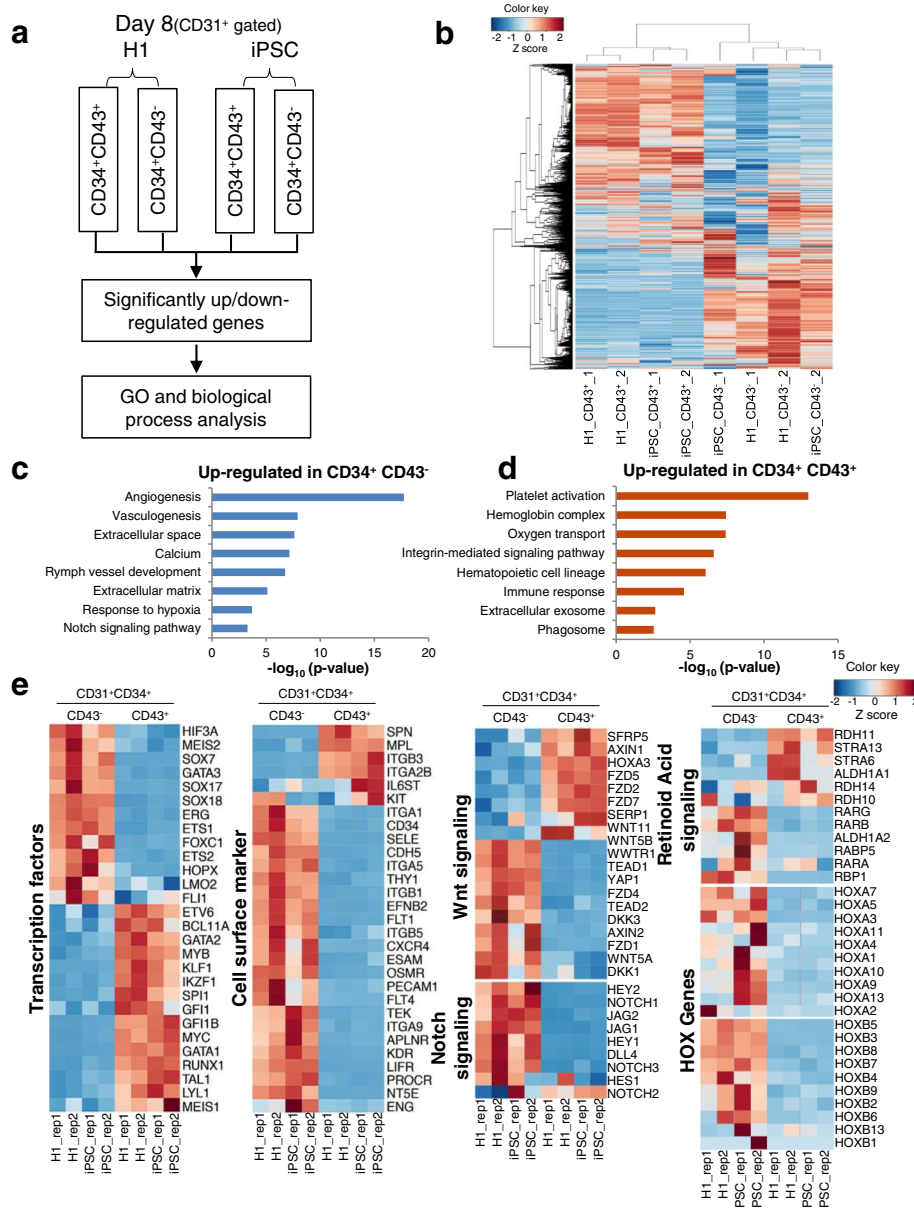 a
Day 8(CD31+ gated)
H1
iPSC
CD34+CD43+
CD34+CD43-
CD34+CD43+
CD34+CD43-
Significantly up/down-
regulated genes
GO and biological
process analysis
b
Color key
-2 -1 0 1 2
Z score
H1_CD43+_1
H1_CD43+_2
iPSC_CD43+_1
iPSC_CD43+_2
iPSC_CD43-_1
H1_CD43-_1
H1_CD43-_2
iPSC_CD43-_2
c
Up-regulated in CD34+ CD43-
Angiogenesis
Vasculogenesis
Extracellular space
Calcium
Rymph vessel development
Extracellular matrix
Response to hypoxia
Notch signaling pathway
0 5 10 15 20
-log10 (p-value)
d
Up-regulated in CD34+ CD43+
Platelet activation
Hemoglobin complex
Oxygen transport
Integrin-mediated signaling pathway
Hematopoietic cell lineage
Immune response
Extracellular exosome
Phagosome
0 5 10 15
-log10 (p-value)
e
CD31+CD34+
CD43- CD43+
Transcription factors
HIF3A
MEIS2
SOX7
GATA3
SOX17
SOX18
ERG
ETS1
FOXC1
ETS2
HOPX
LMO2
FLI1
ETV6
BCL11A
GATA2
MYB
KLF1
IKZF1
SPI1
GFI1
GFI1B
MYC
GATA1
RUNX1
TAL1
LYL1
MEIS1
H1_rep1
H1_rep2
iPSC_rep1
iPSC_rep2
H1_rep1
H1_rep2
iPSC_rep1
iPSC_rep2
CD31+CD34+
CD43- CD43+
Cell surface marker
SPN
MPL
ITGB3
ITGA2B
IL6ST
KIT
ITGA1
CD34
SELE
CDH5
ITGA5
THY1
ITGB1
EFNB2
FLT1
ITGB5
CXCR4
ESAM
OSMR
PECAM1
FLT4
TEK
ITGA9
APLNR
KDR
LIFR
PROCR
NT5E
ENG
H1_rep1
H1_rep2
iPSC_rep1
iPSC_rep2
H1_rep1
H1_rep2
iPSC_rep1
iPSC_rep2
CD31+CD34+
CD43- CD43+
Wnt signaling
SFRP5
AXIN1
HOXA3
FZD5
FZD2
FZD7
SERP1
WNT11
WNT5B
WWTR1
TEAD1
YAP1
FZD4
TEAD2
DKK3
AXIN2
FZD1
WNT5A
DKK1
Notch
signaling
HEY2
NOTCH1
JAG2
JAG1
HEY1
DLL4
NOTCH3
HES1
NOTCH2
H1_rep1
H1_rep2
iPSC_rep1
iPSC_rep2
H1_rep1
H1_rep2
iPSC_rep1
iPSC_rep2
Color key
-2 -1 0 1 2
Z score
CD31+CD34+
CD43- CD43+
Retinoid Acid
signaling
RDH11
STRA13
STRA6
ALDH1A1
RDH14
RDH10
RARG
RARB
ALDH1A2
RABP5
RARA
RBP1
HOX Genes
HOXA7
HOXA5
HOXA3
HOXA11
HOXA4
HOXA1
HOXA10
HOXA9
HOXA13
HOXA2
HOXB5
HOXB3
HOXB8
HOXB7
HOXB4
HOXB9
HOXB2
HOXB6
HOXB13
HOXB1
H1_rep1
H1_rep2
PSC_rep1
PSC_rep2
H1_rep1
H1_rep2
PSC_rep1
PSC_rep2